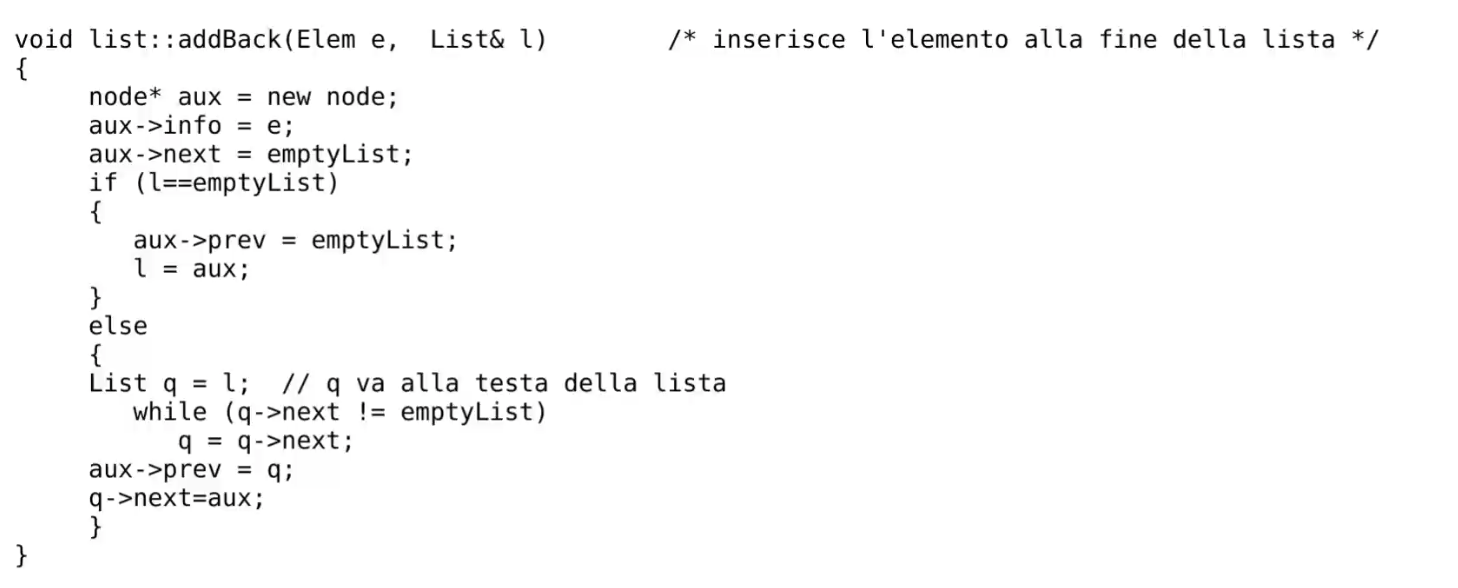 void list::addBack(Elem e,  List& l)        /* inserisce l'elemento alla fine della lista */
{
     node* aux = new node;
     aux->info = e;
     aux->next = emptyList;
     if (l==emptyList)
     {
        aux->prev = emptyList;
        l = aux;
     }
     else
     {
     List q = l;  // q va alla testa della lista
        while (q->next != emptyList)
           q = q->next;
     aux->prev = q;
     q->next=aux;
     }
}